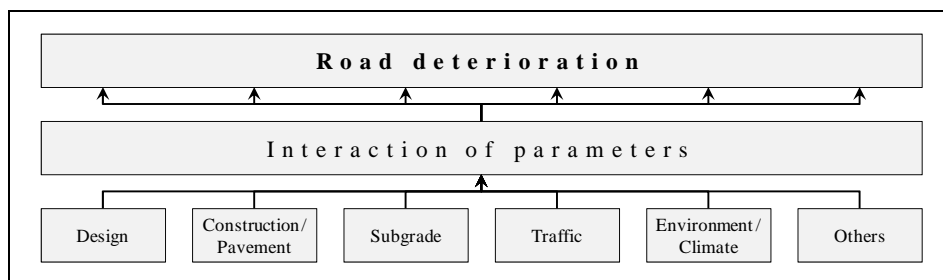 Road deterioration
Interaction of parameters
Design
Construction/
Pavement
Subgrade
Traffic
Environment/
Climate
Others